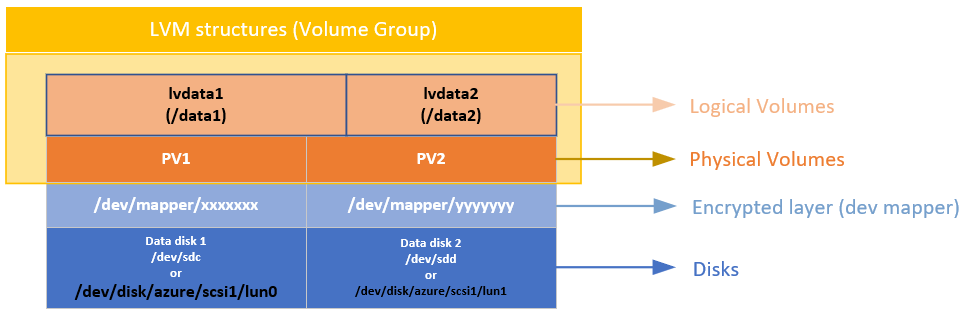 LVM structures (Volume Group)
lvdata1
(/data1)
lvdata2
(/data2)
Logical Volumes
PV1
PV2
Physical Volumes
/dev/mapper/xxxxxxx
/dev/mapper/yyyyyyy
Encrypted layer (dev mapper)
Data disk 1
/dev/sdc
or
/dev/disk/azure/scsi1/lun0
Data disk 2
/dev/sdd
or
/dev/disk/azure/scsi1/lun1
Disks